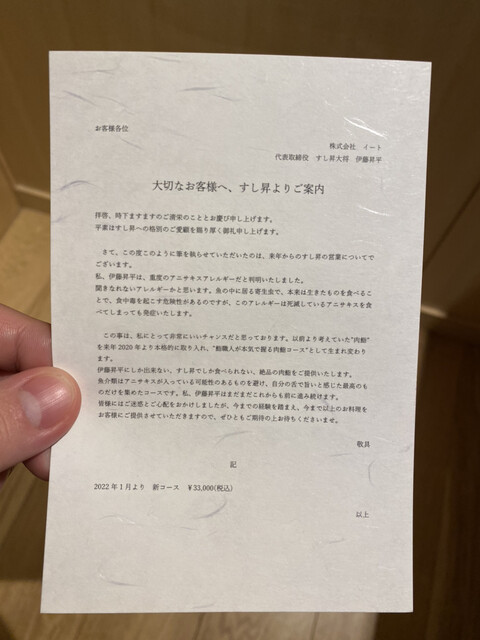 お客様各位
株式会社　イート
代表取締役　すし昇大将　伊藤昇平
大切なお客様へ、すし昇よりご案内
拝啓、時下ますますのご清栄のこととお慶び申し上げます。
平素はすし昇への格別のご愛顧を賜り厚く御礼申し上げます。
さて、この度このように筆を執らせていただいたのは、来年からのすし昇の営業についてで
ございます。
私、伊藤昇平は、重度のアニサキスアレルギーだと判明いたしました。
聞きなれないアレルギーかと思います。魚の中に居る寄生虫で、本来は生きたものを食べるこ
とで、食中毒を起こす危険性があるのですが、このアレルギーは死滅しているアニサキスを食
べてしまっても発症いたします。
この事は、私にとって非常にいいチャンスだと思っております。以前より考えていた"肉鮨"
を来年 2020 年より本格的に取り入れ、"鮨職人が本気で握る肉鮨コース"として生まれ変わり
ます。
伊藤昇平にしか出来ない、すし昇でしか食べられない、絶品の肉鮨をご提供いたします。
魚介類はアニサキスが入っている可能性のあるものを避け、自分の舌で旨いと感じた最高のも
のだけを集めたコースです。私、伊藤昇平はまだまだこれからも前に進み続けます。
皆様にはご迷惑とご心配をおかけしましたが、今までの経験を踏まえ、今まで以上のお料理を
お客様にご提供させていただきますので、ぜひともご期待の上お待ちくださいませ。
敬具
記
2022 年 1 月より　新コース　￥33,000(税込)
以上